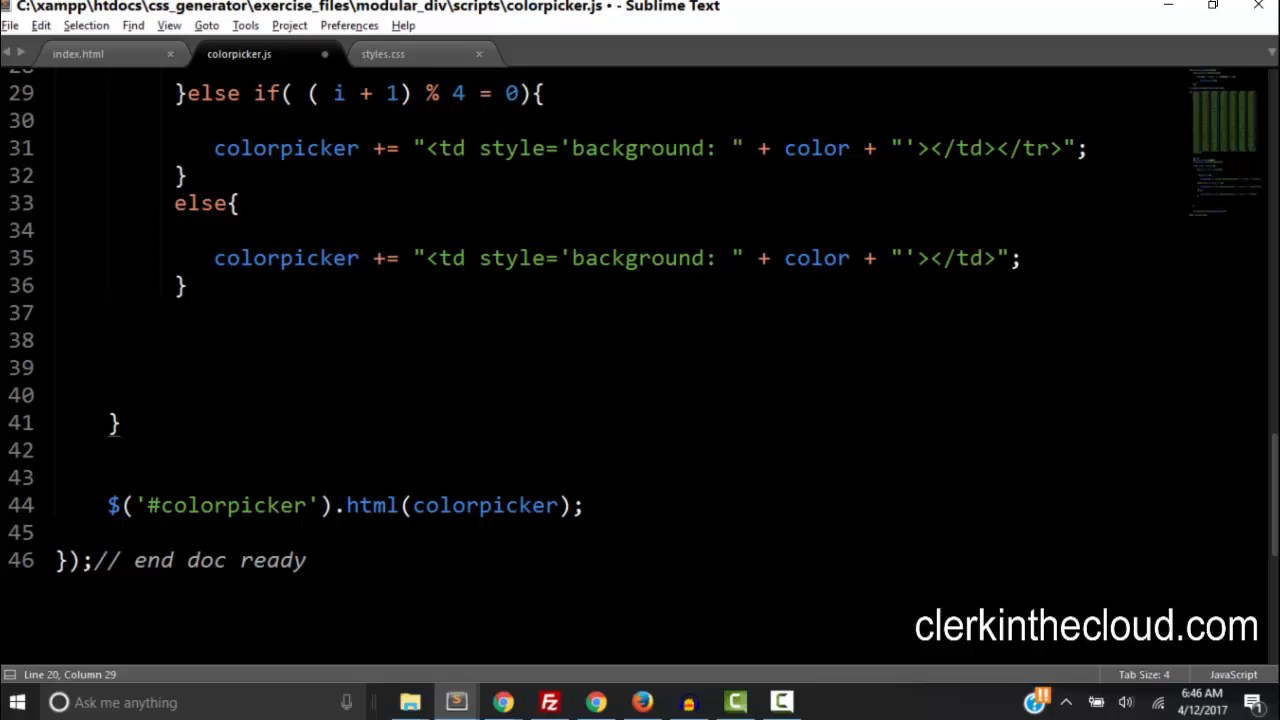 C:\xampp\htdocs\css_generator\exercise_files\modular_div\scripts\colorpicker.js • - Sublime Text
File Edit Selection Find View Goto Tools Project Preferences Help
index.html × colorpicker.js styles.css ×
28
29 }else if( ( i + 1) % 4 = 0){
30
31 colorpicker += "<td style='background: " + color + "'></td></tr>";
32 }
33 else{
34
35 colorpicker += "<td style='background: " + color + "'></td>";
36 }
37
38
39
40
41 }
42
43
44 $('#colorpicker').html(colorpicker);
45
46 });// end doc ready
clerkinthecloud.com
Line 20, Column 29 Tab Size: 4 JavaScript
Ask me anything
6:46 AM
4/12/2017